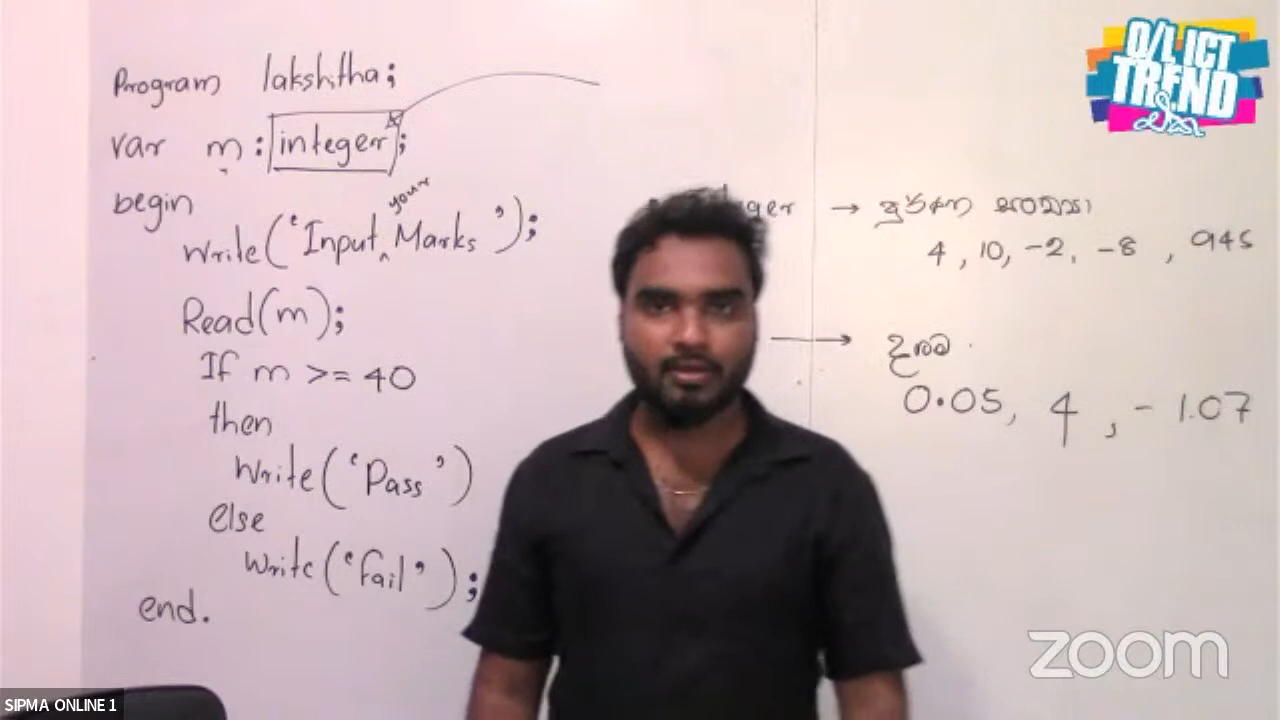 Program lakshitha;
var m : integer;
begin
Write('Input your Marks');
Read(m);
If m >= 40
then
Write('Pass')
else
Write('fail');
end.
→ පූර්ණ සංඛ්‍යා
4, 10, -2, -8, 945
→ දශම
0.05, 4, -1.07
O/L ICT
TREND
එක
zoom
SIPMA ONLINE 1